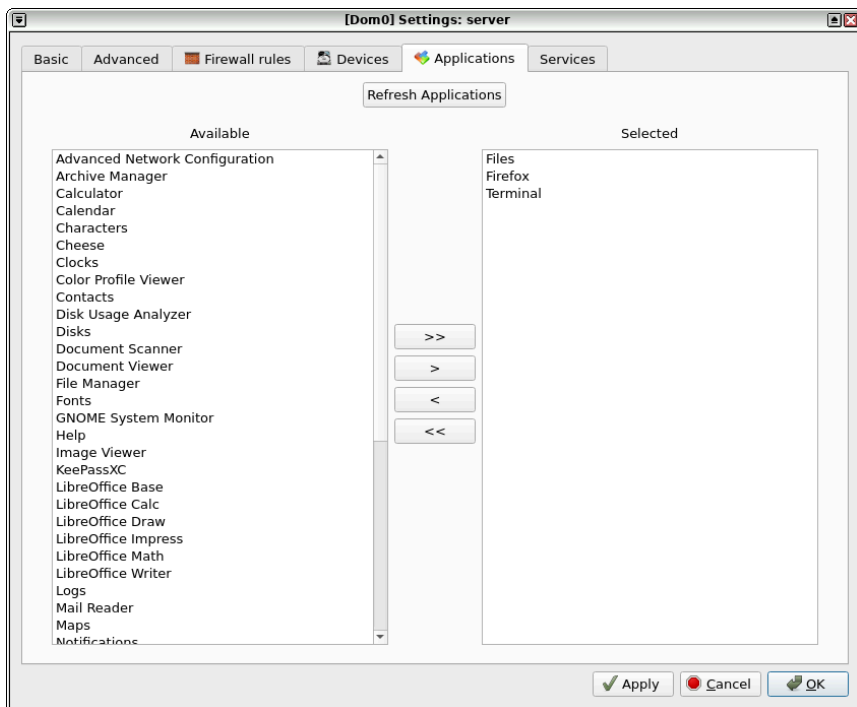 [Dom0] Settings: server
Basic
Advanced
Firewall rules
Devices
Applications
Services
Refresh Applications
Available
Selected
Advanced Network Configuration
Archive Manager
Calculator
Calendar
Characters
Cheese
Clocks
Color Profile Viewer
Contacts
Disk Usage Analyzer
Disks
Document Scanner
Document Viewer
File Manager
Fonts
GNOME System Monitor
Help
Image Viewer
KeePassXC
LibreOffice Base
LibreOffice Calc
LibreOffice Draw
LibreOffice Impress
LibreOffice Math
LibreOffice Writer
Logs
Mail Reader
Maps
Notifications
>>
>
<
<<
Files
Firefox
Terminal
Apply
Cancel
OK